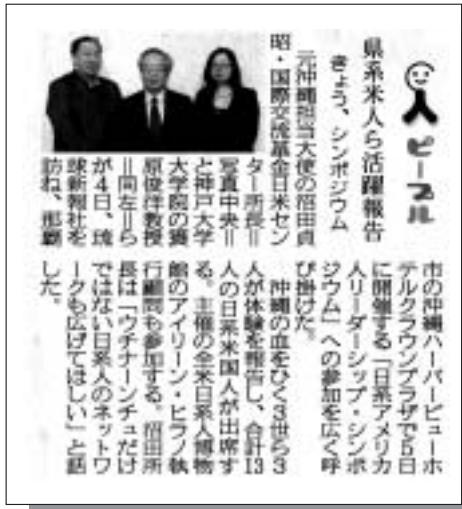 人 ピープル
県系米人ら活躍報告
きょう、シンポジウム
元沖縄担当大使の沼田貞
昭・国際交流基金日米セン
ター所長＝
写真中央＝
と神戸大学
大学院の簑
原俊洋教授
＝同左＝ら
が4日、琉
球新報社を
訪ね、那覇
市の沖縄ハーバービューホ
テルクラウンプラザで5日
に開催する「日系アメリカ
人リーダーシップ・シンポ
ジウム」への参加を広く呼
び掛けた。
沖縄の血をひく3世ら3
人が体験を報告し、合計13
人の日系米国人が出席す
る。主催の全米日系人博物
館のアイリーン・ヒラノ執
行顧問も参加する。沼田所
長は「ウチナーンチュだけ
ではない日系人のネットワ
ークも広げてほしい」と話
した。